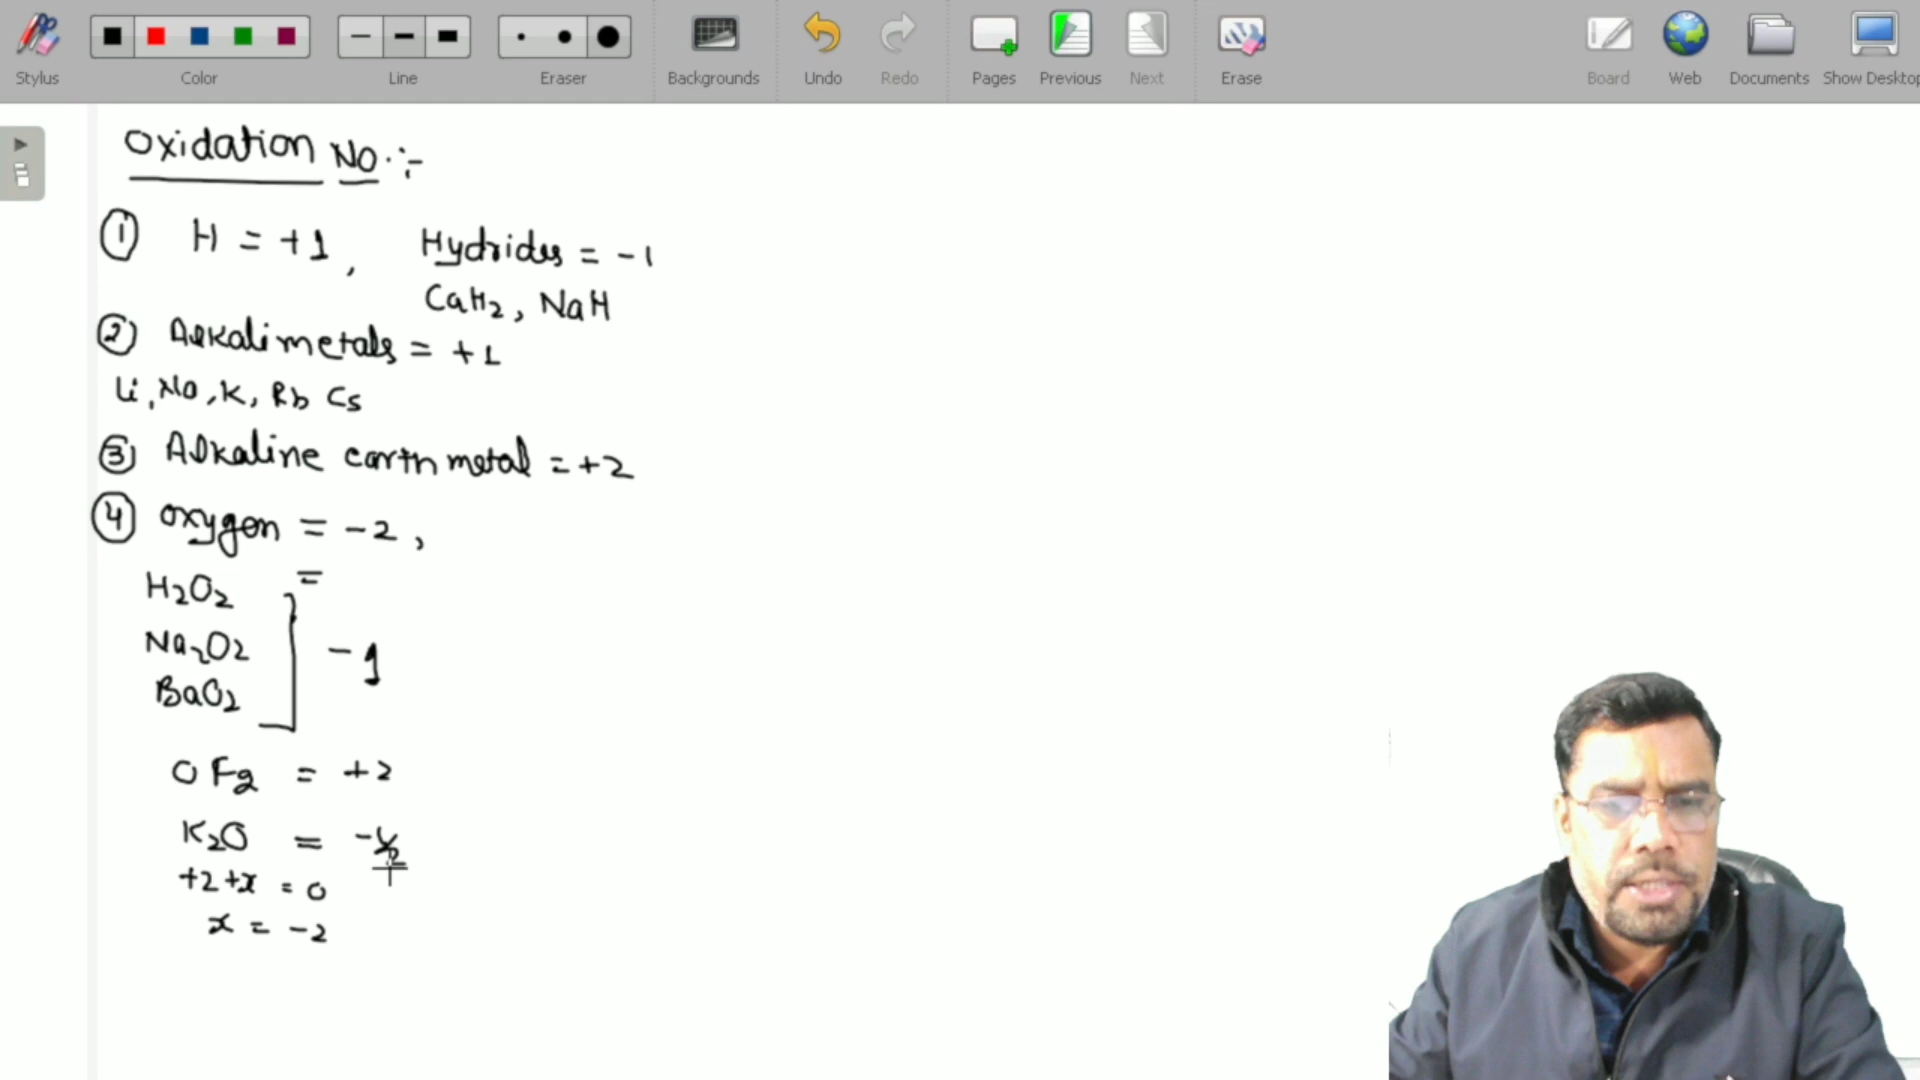 Stylus Color Line Eraser Backgrounds Undo Redo Pages Previous Next Erase Board Web Documents Show Desktop
Oxidation No.:-
① H = +1, Hydrides = -1
CaH₂, NaH
② Alkali metals = +1
Li, Na, K, Rb Cs
③ Alkaline earth metal = +2
④ oxygen = -2,
H₂O₂ =
Na₂O₂ -1
BaO₂
OF₂ = +2
K₂O =
+2+x = 0
x = -2